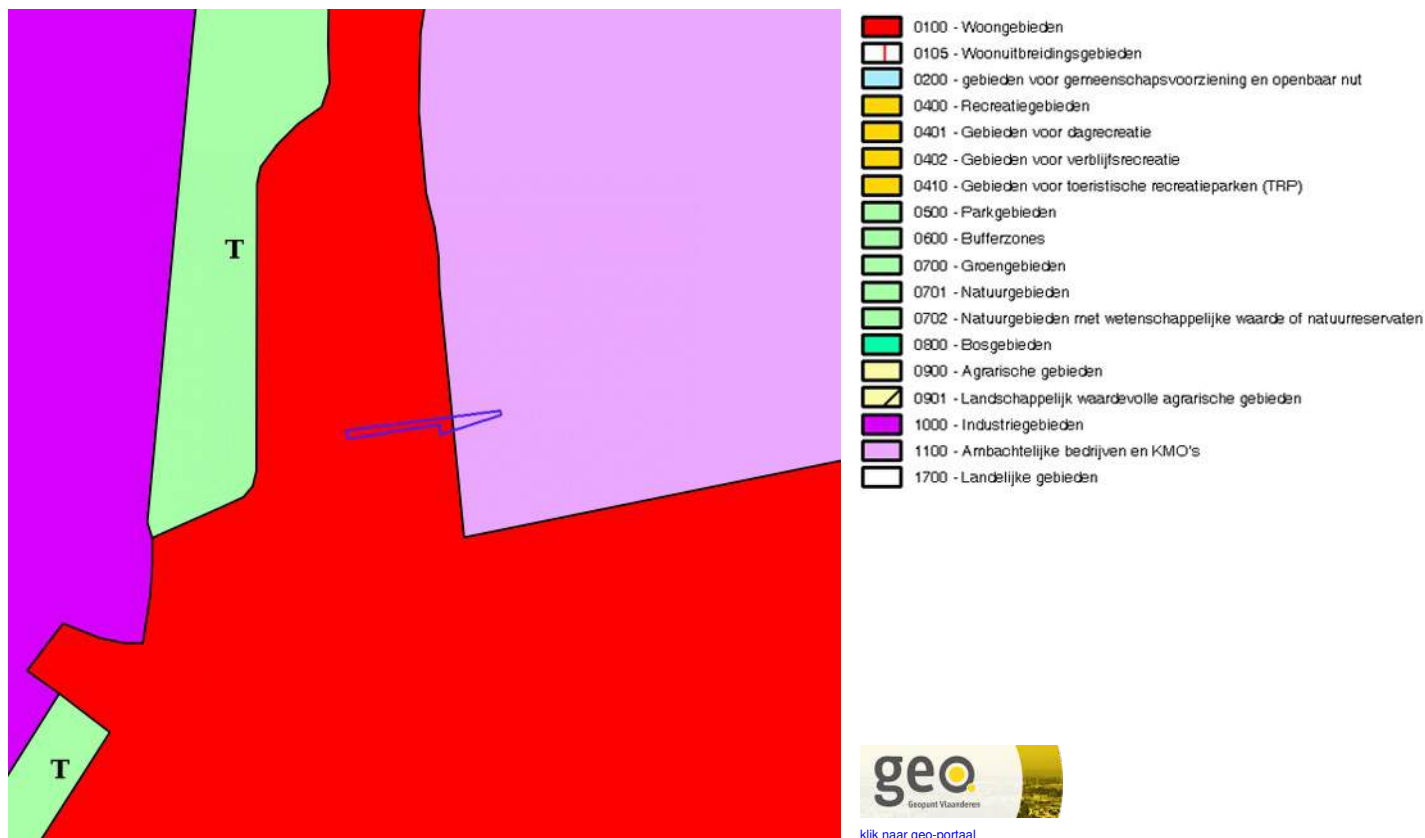 T
T
0100 - Woongebieden
0105 - Woonuitbreidingsgebieden
0200 - gebieden voor gemeenschapsvoorziening en openbaar nut
0400 - Recreatiegebieden
0401 - Gebieden voor dagrecreatie
0402 - Gebieden voor verblijfsrecreatie
0410 - Gebieden voor toeristische recreatieparken (TRP)
0500 - Parkgebieden
0600 - Bufferzones
0700 - Groengebieden
0701 - Natuurgebieden
0702 - Natuurgebieden met wetenschappelijke waarde of natuurreservaten
0800 - Bosgebieden
0900 - Agrarische gebieden
0901 - Landschappelijk waardevolle agrarische gebieden
1000 - Industriegebieden
1100 - Ambachtelijke bedrijven en KMO's
1700 - Landelijke gebieden
geo
Geopunt Vlaanderen
klik naar geo-portaal